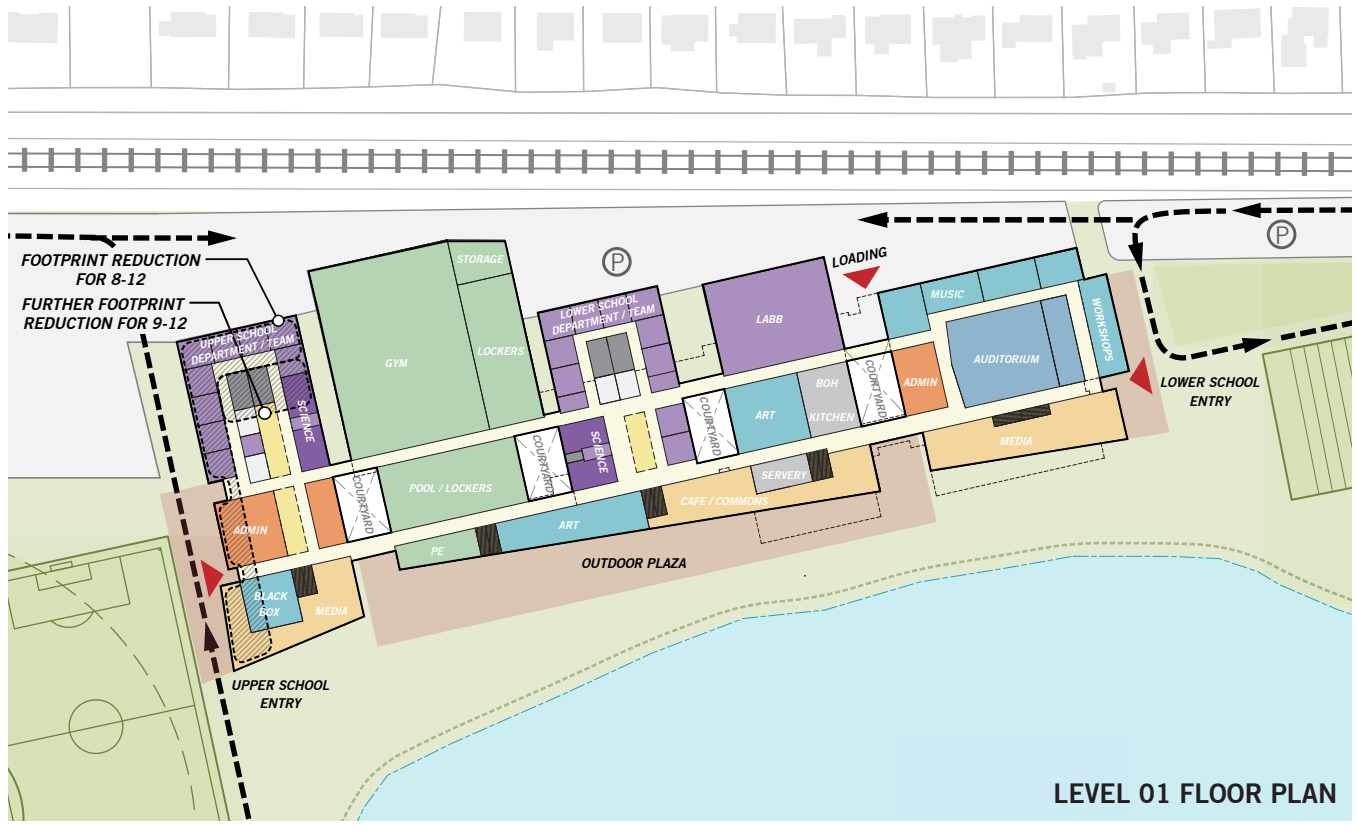 FOOTPRINT REDUCTION
FOR 8-12
FURTHER FOOTPRINT
REDUCTION FOR 9-12
UPPER SCHOOL
DEPARTMENT / TEAM
SCIENCE
GYM
STORAGE
LOCKERS
P
LOWER SCHOOL
DEPARTMENT / TEAM
LABB
LOADING
MUSIC
AUDITORIUM
WORKSHOPS
P
LOWER SCHOOL
ENTRY
ADMIN
COURTYARD
POOL / LOCKERS
COURTYARD
SCIENCE
COURTYARD
ART
BOH
KITCHEN
COURTYARD
ADMIN
MEDIA
BLACK
BOX
MEDIA
PE
ART
CAFE / COMMONS
SERVERY
OUTDOOR PLAZA
UPPER SCHOOL
ENTRY
LEVEL 01 FLOOR PLAN